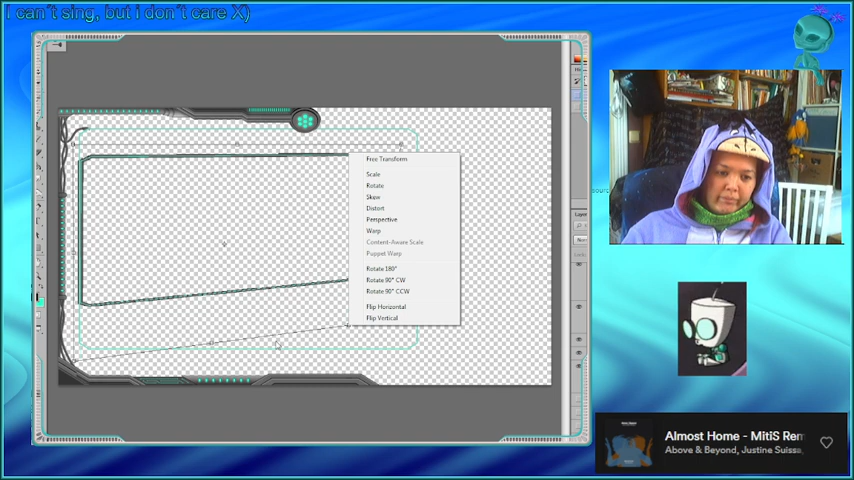 I can´t sing, but i don´t care X)
Free Transform
Scale
Rotate
Skew
Distort
Perspective
Warp
Content-Aware Scale
Puppet Warp
Rotate 180°
Rotate 90° CW
Rotate 90° CCW
Flip Horizontal
Flip Vertical
Almost Home - MitiS Rem
Above & Beyond, Justine Suissa,